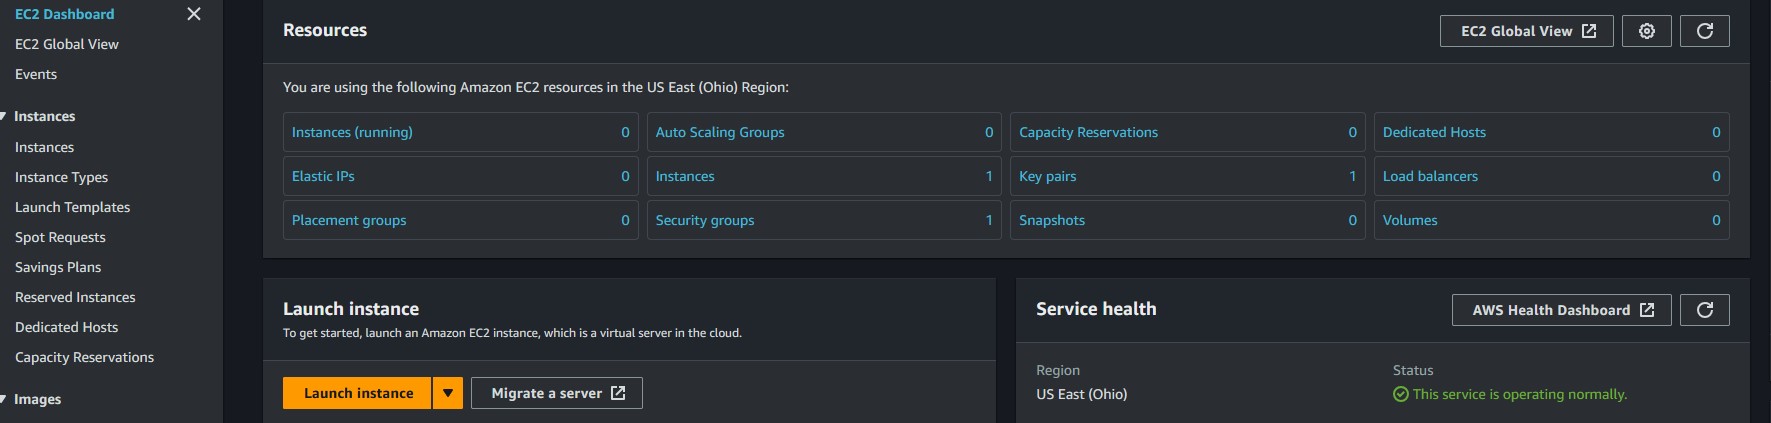 EC2 Dashboard
EC2 Global View
Events
Instances
Instances
Instance Types
Launch Templates
Spot Requests
Savings Plans
Reserved Instances
Dedicated Hosts
Capacity Reservations
Images
Resources
EC2 Global View
You are using the following Amazon EC2 resources in the US East (Ohio) Region:
Instances (running) 0
Auto Scaling Groups 0
Capacity Reservations 0
Dedicated Hosts 0
Elastic IPs 0
Instances 1
Key pairs 1
Load balancers 0
Placement groups 0
Security groups 1
Snapshots 0
Volumes 0
Launch instance
To get started, launch an Amazon EC2 instance, which is a virtual server in the cloud.
Launch instance
Migrate a server
Service health
AWS Health Dashboard
Region
US East (Ohio)
Status
This service is operating normally.